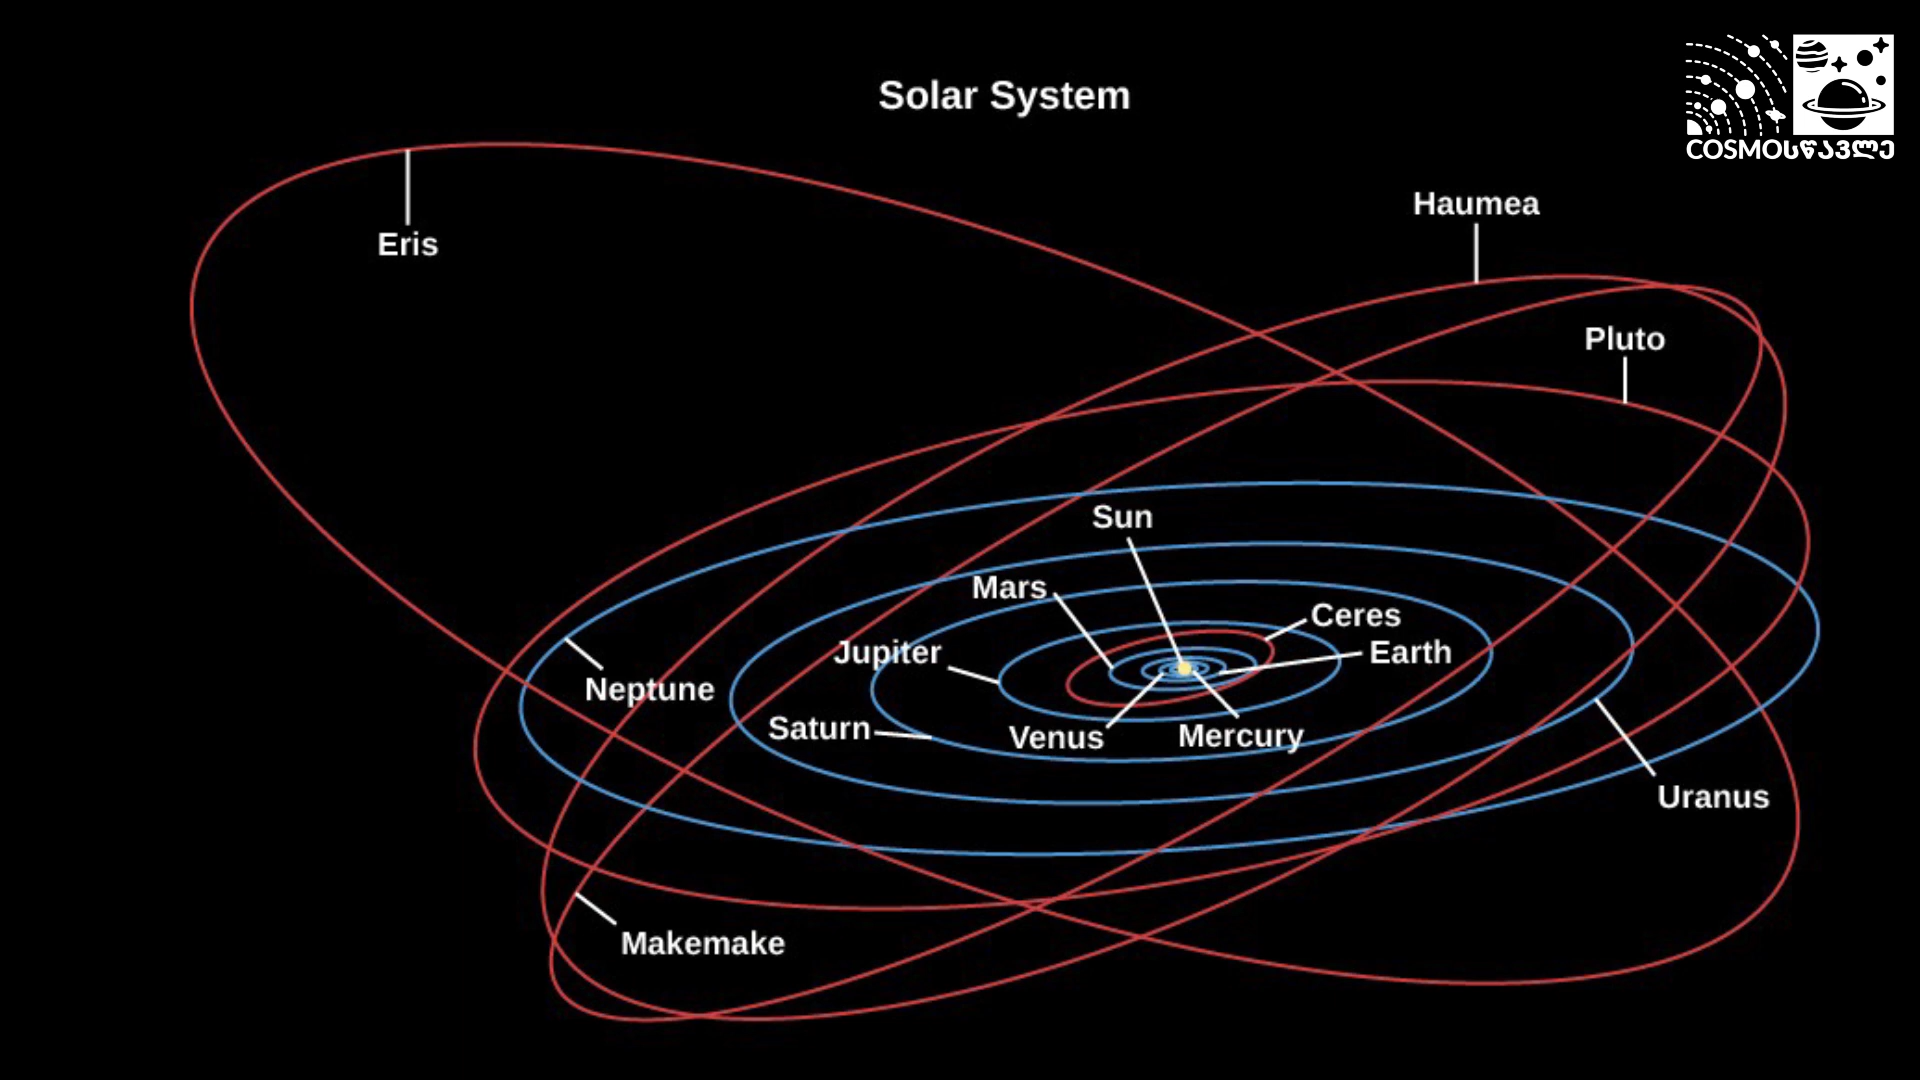 Solar System
COSMOსწავლე
Haumea
Eris
Pluto
Sun
Mars
Ceres
Jupiter
Earth
Neptune
Saturn
Venus
Mercury
Uranus
Makemake